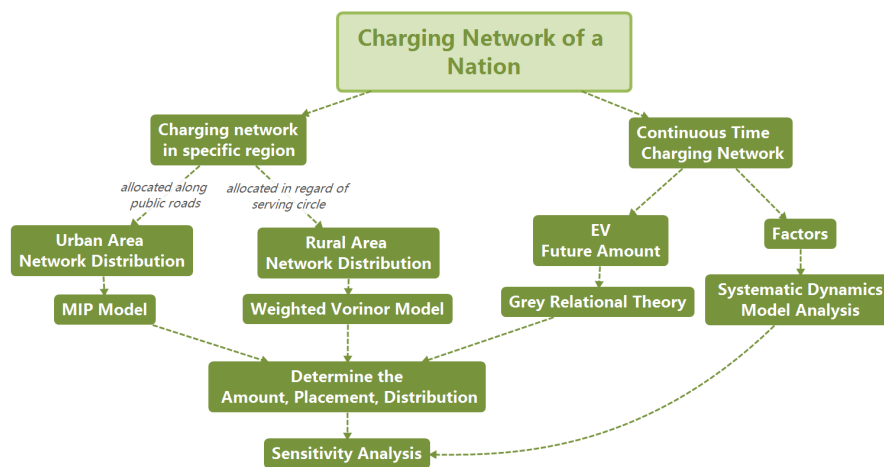 Charging Network of a
Nation
Charging network
in specific region
Continuous Time
Charging Network
allocated along
public roads
allocated in regard of
serving circle
Urban Area
Network Distribution
Rural Area
Network Distribution
EV
Future Amount
Factors
MIP Model
Weighted Vorinor Model
Grey Relational Theory
Systematic Dynamics
Model Analysis
Determine the
Amount, Placement, Distribution
Sensitivity Analysis